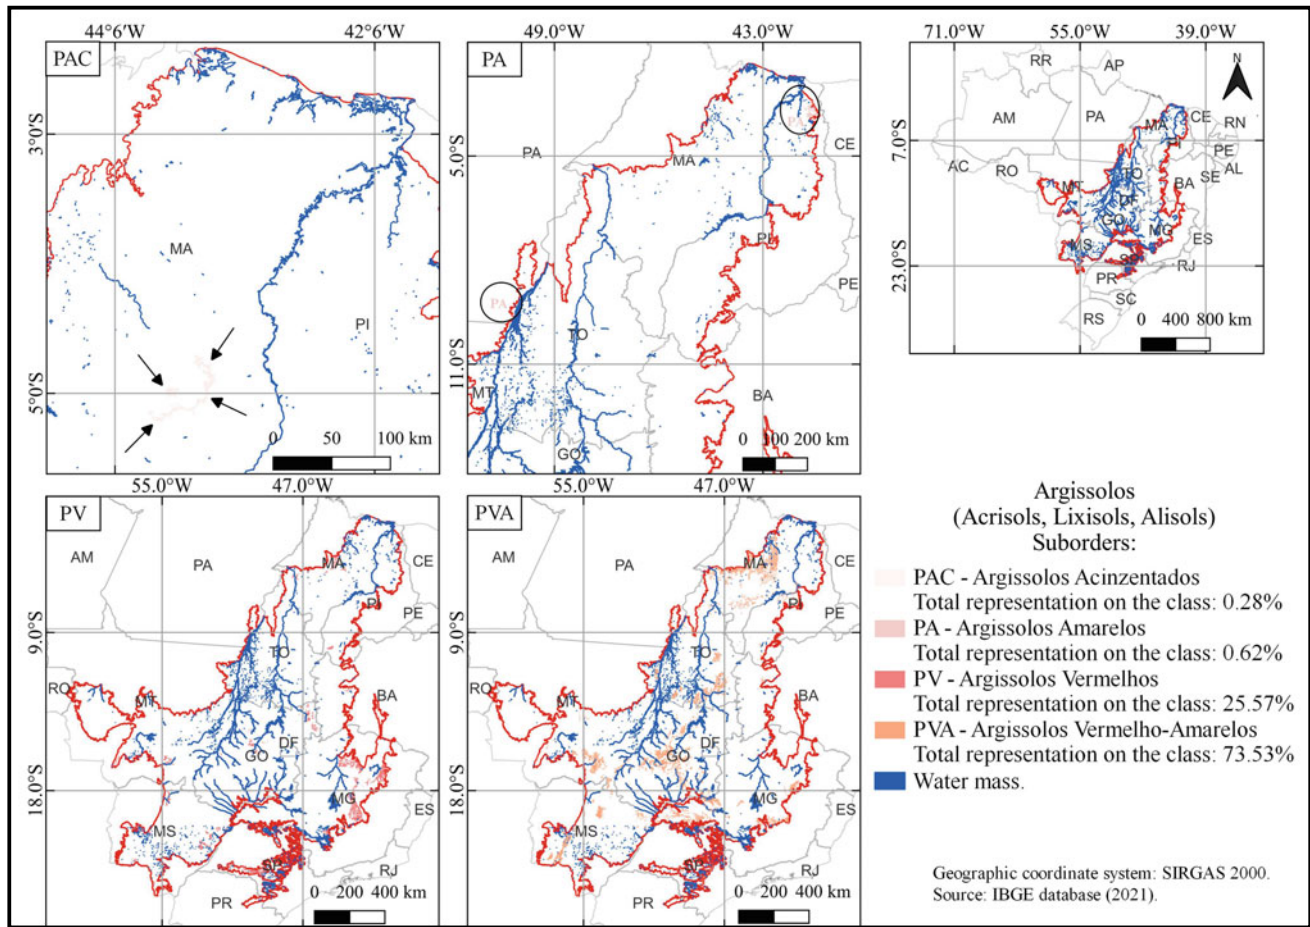 44°6"W 42°6"W
PAC
3°0'S
5°0'S
MA
PI
0 50 100 km
49.0°W 43.0°W
PA
5.0°S
11.0°S
PA
MA
CE
PA
PI
PE
PA
TO
MT
BA
GO
0 100 200 km
71.0°W 55.0°W 39.0°W
N
7.0°S
23.0°S
RR AP
AM PA MA CE RN
PI PE
AC RO MT TO BA SE AL
DF
GO
MS MG ES
SP RJ
PR
SC
RS
0 400 800 km
55.0°W 47.0°W
PV
9.0°S
18.0°S
AM PA MA CE
PI PE
TO
RO MT BA
GO DF
MG ES
MS
SP RJ
PR
0 200 400 km
55.0°W 47.0°W
PVA
9.0°S
18.0°S
AM PA MA CE
PI PE
TO
RO MT BA
GO DF
MG ES
MS
SP RJ
PR
0 200 400 km
Argissolos
(Acrisols, Lixisols, Alisols)
Suborders:
PAC - Argissolos Acinzentados
Total representation on the class: 0.28%
PA - Argissolos Amarelos
Total representation on the class: 0.62%
PV - Argissolos Vermelhos
Total representation on the class: 25.57%
PVA - Argissolos Vermelho-Amarelos
Total representation on the class: 73.53%
Water mass.
Geographic coordinate system: SIRGAS 2000.
Source: IBGE database (2021).